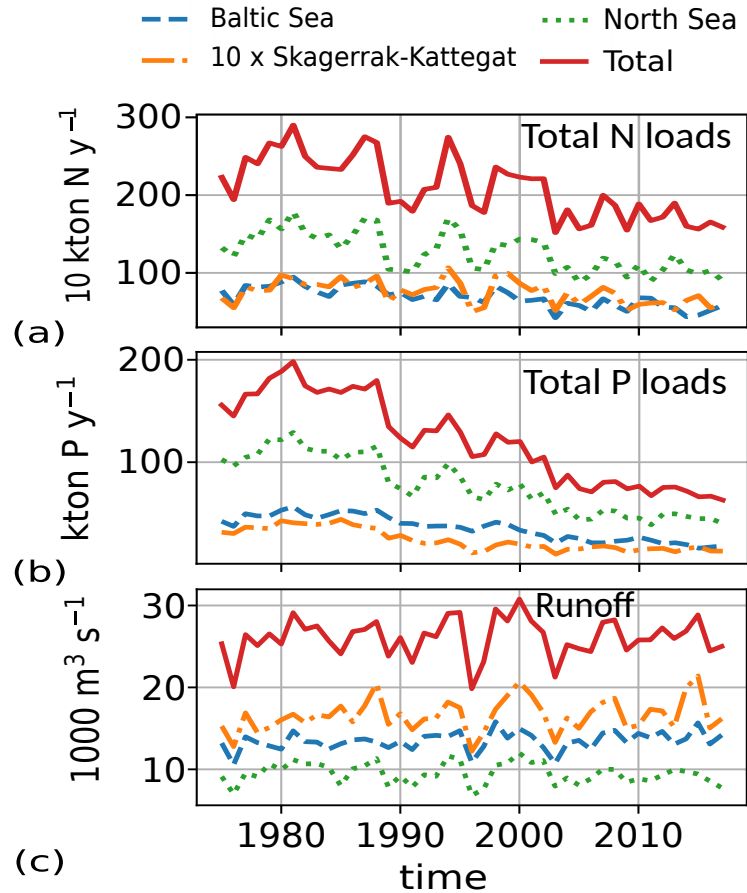 Baltic Sea North Sea
10 x Skagerrak-Kattegat Total
300
200
100
10 kton N y⁻¹
Total N loads
(a)
200
100
kton P y⁻¹
Total P loads
(b)
30
20
10
1000 m³ s⁻¹
Runoff
1980 1990 2000 2010
(c)
time